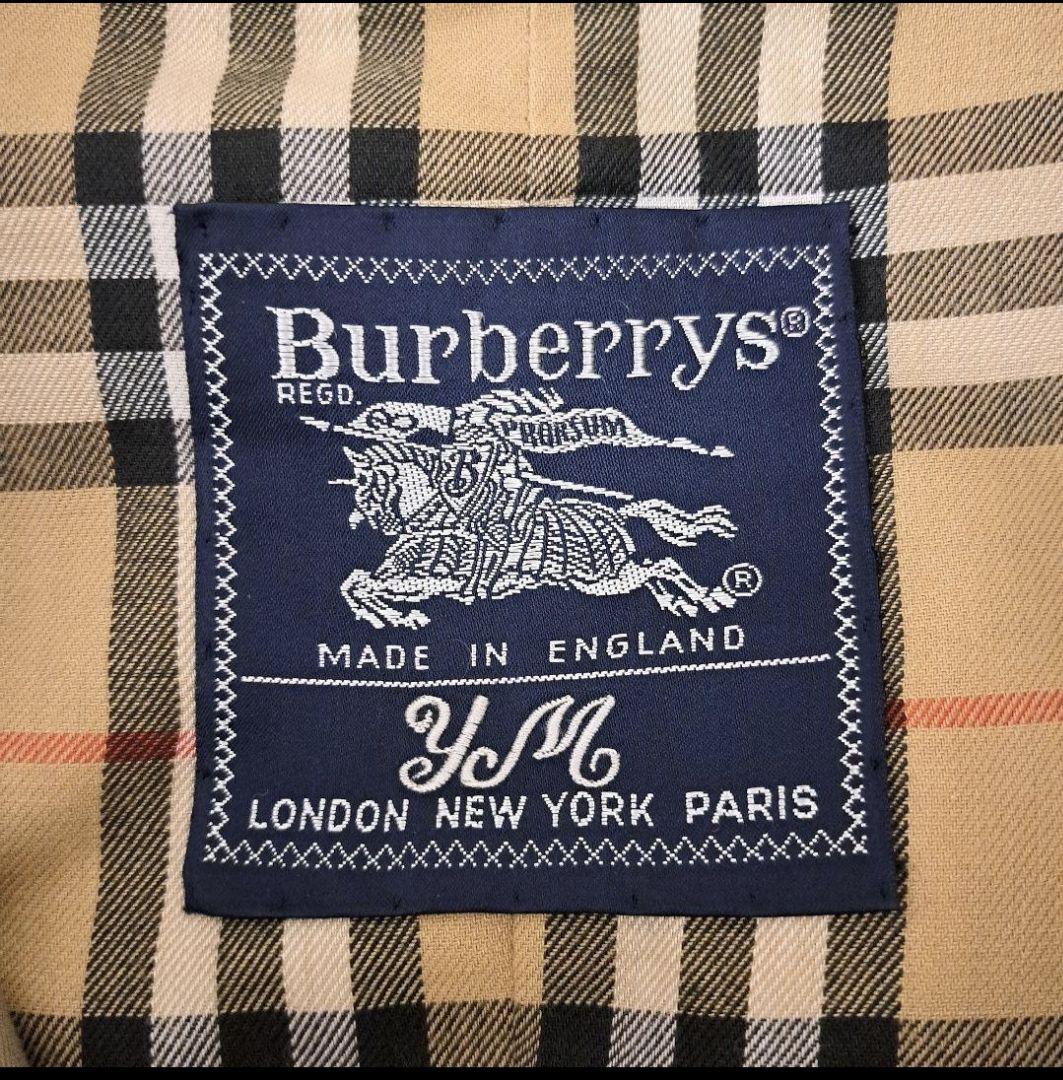 Burberrys®
REGD.
PRORSUM
B
®
MADE IN ENGLAND
YM
LONDON NEW YORK PARIS